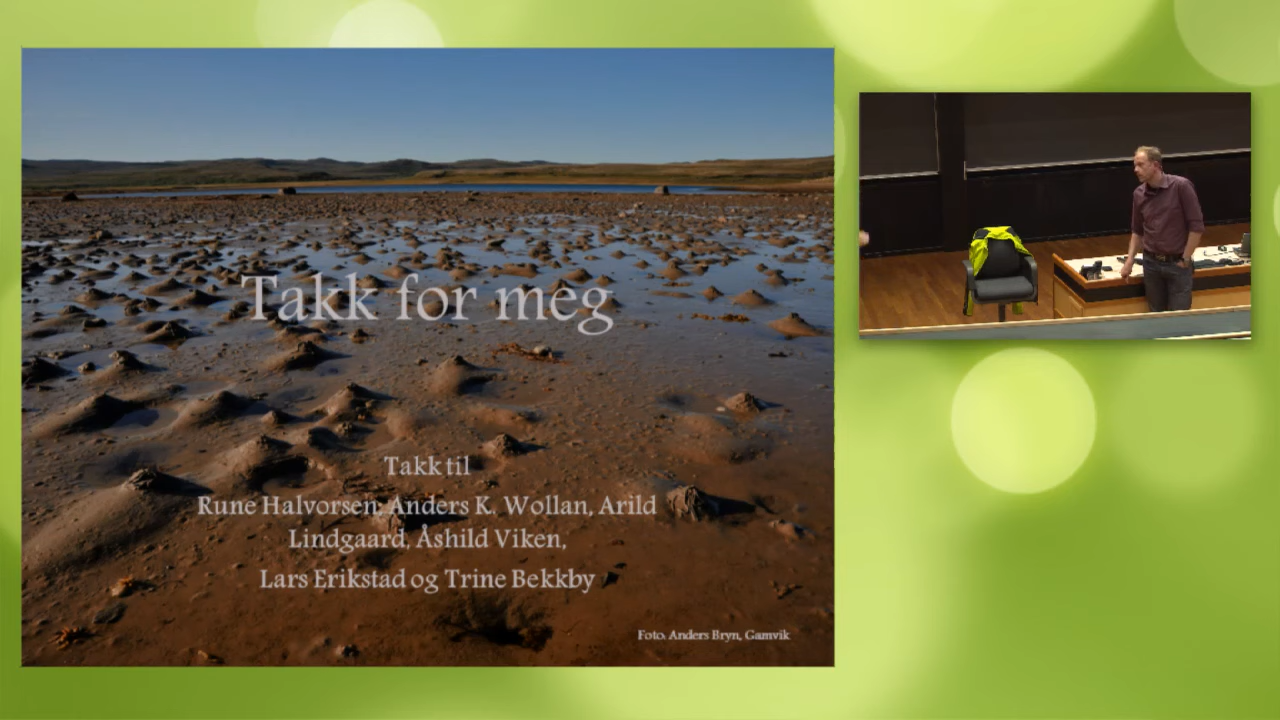 Takk for meg
Takk til
Rune Halvorsen, Anders K. Wollan, Arild
Lindgaard, Åshild Viken,
Lars Erikstad og Trine Bekkby
Foto: Anders Bryn, Gamvik